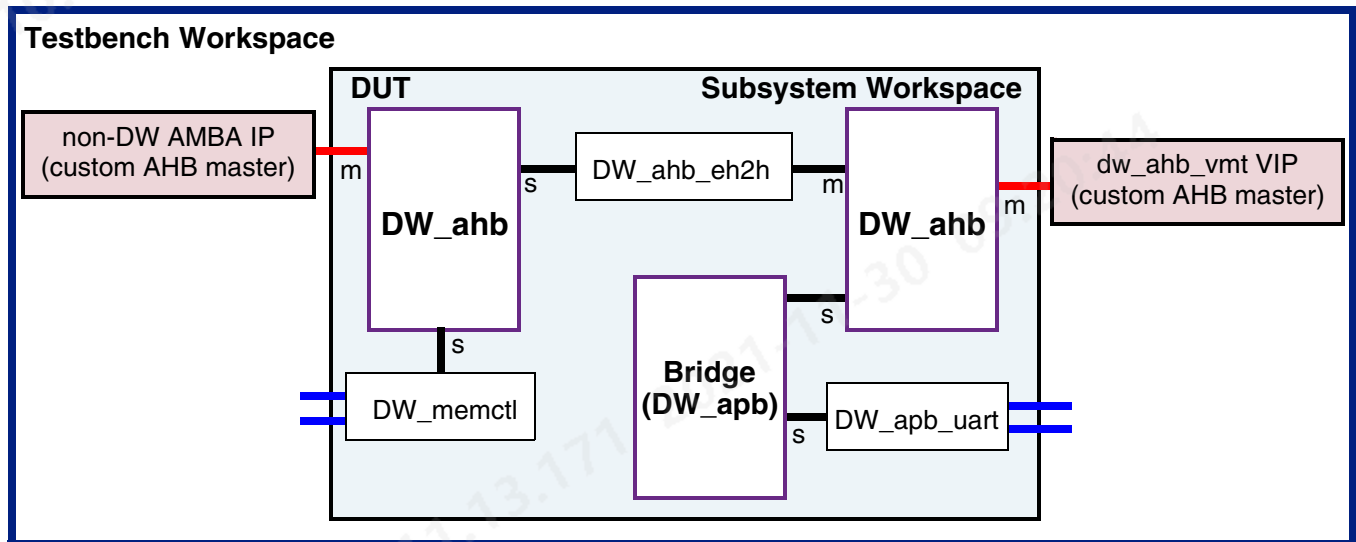 Testbench Workspace
DUT
Subsystem Workspace
non-DW AMBA IP
(custom AHB master)
m
DW_ahb
s
DW_ahb_eh2h
m
DW_ahb
m
dw_ahb_vmt VIP
(custom AHB master)
s
s
Bridge
(DW_apb)
s
DW_memctl
DW_apb_uart